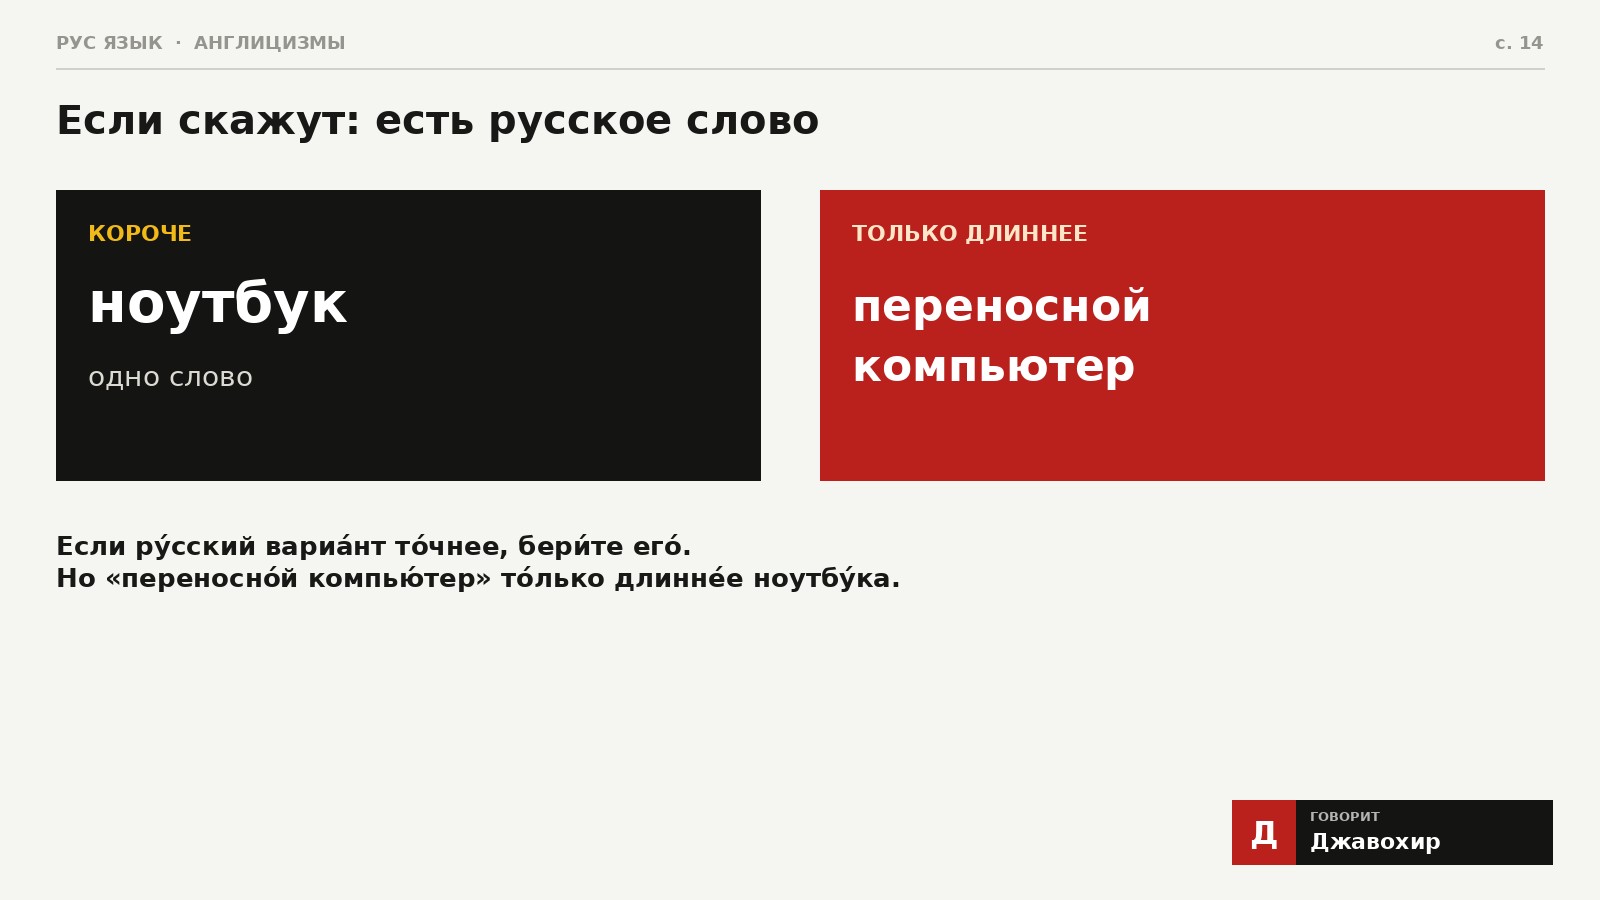 РУС ЯЗЫК · АНГЛИЦИЗМЫ
с. 14
Если скажут: есть русское слово
КОРОЧЕ
ноутбук
одно слово
ТОЛЬКО ДЛИННЕЕ
переносной
компьютер
Если ру́сский вариа́нт то́чнее, бери́те его́.
Но «переносно́й компью́тер» то́лько длинне́е ноутбу́ка.
Д
ГОВОРИТ
Джавохир